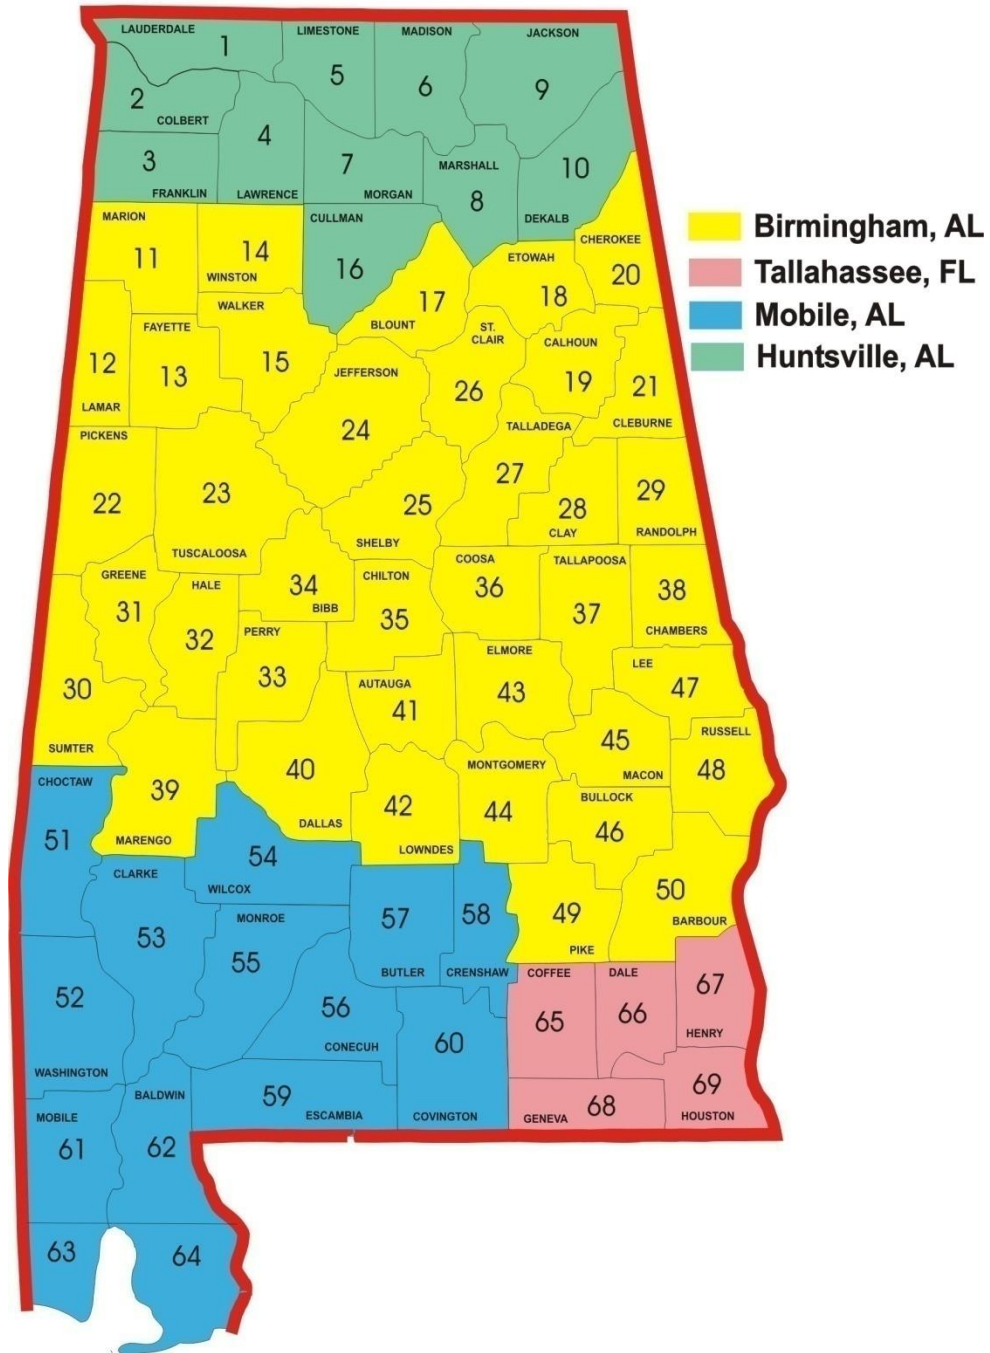 LAUDERDALE
1
LIMESTONE
5
MADISON
6
JACKSON
9
2
COLBERT
4
LAWRENCE
3
FRANKLIN
7
MORGAN
MARSHALL
8
10
DEKALB
MARION
11
14
WINSTON
CULLMAN
16
17
BLOUNT
ETOWAH
18
CHEROKEE
20
WALKER
15
12
LAMAR
FAYETTE
13
JEFFERSON
24
ST.
CLAIR
26
CALHOUN
19
21
CLEBURNE
PICKENS
22
23
TUSCALOOSA
25
SHELBY
TALLADEGA
27
28
CLAY
29
RANDOLPH
GREENE
31
HALE
32
34
BIBB
CHILTON
35
COOSA
36
TALLAPOOSA
37
38
CHAMBERS
30
SUMTER
PERRY
33
AUTAUGA
41
ELMORE
43
LEE
47
39
MARENGO
40
DALLAS
42
LOWNDES
MONTGOMERY
44
45
MACON
RUSSELL
48
BULLOCK
46
49
PIKE
50
BARBOUR
CHOCTAW
51
CLARKE
53
54
WILCOX
57
BUTLER
58
CRENSHAW
52
WASHINGTON
MONROE
55
56
CONECUH
60
COVINGTON
COFFEE
65
DALE
66
67
HENRY
MOBILE
61
BALDWIN
62
59
ESCAMBIA
GENEVA
68
69
HOUSTON
63
64
Birmingham, AL
Tallahassee, FL
Mobile, AL
Huntsville, AL